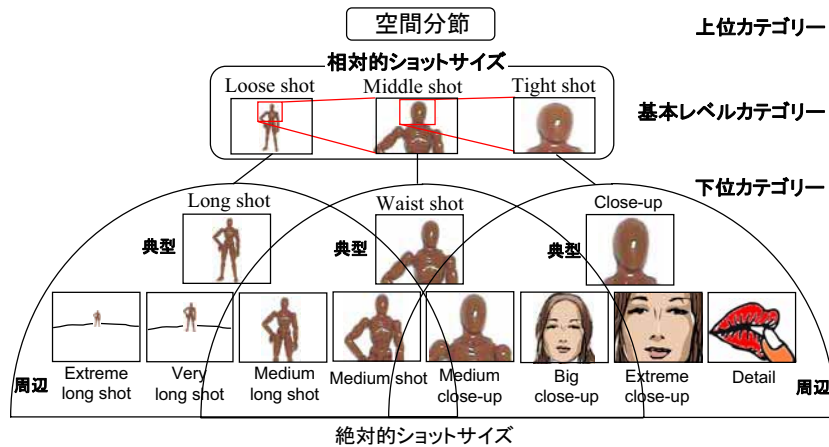 空間分節
上位カテゴリー
相対的ショットサイズ
Loose shot
Middle shot
Tight shot
基本レベルカテゴリー
下位カテゴリー
Long shot
Waist shot
Close-up
典型
典型
典型
周辺
Extreme
long shot
Very
long shot
Medium
long shot
Medium shot
Medium
close-up
Big
close-up
Extreme
close-up
Detail
周辺
絶対的ショットサイズ